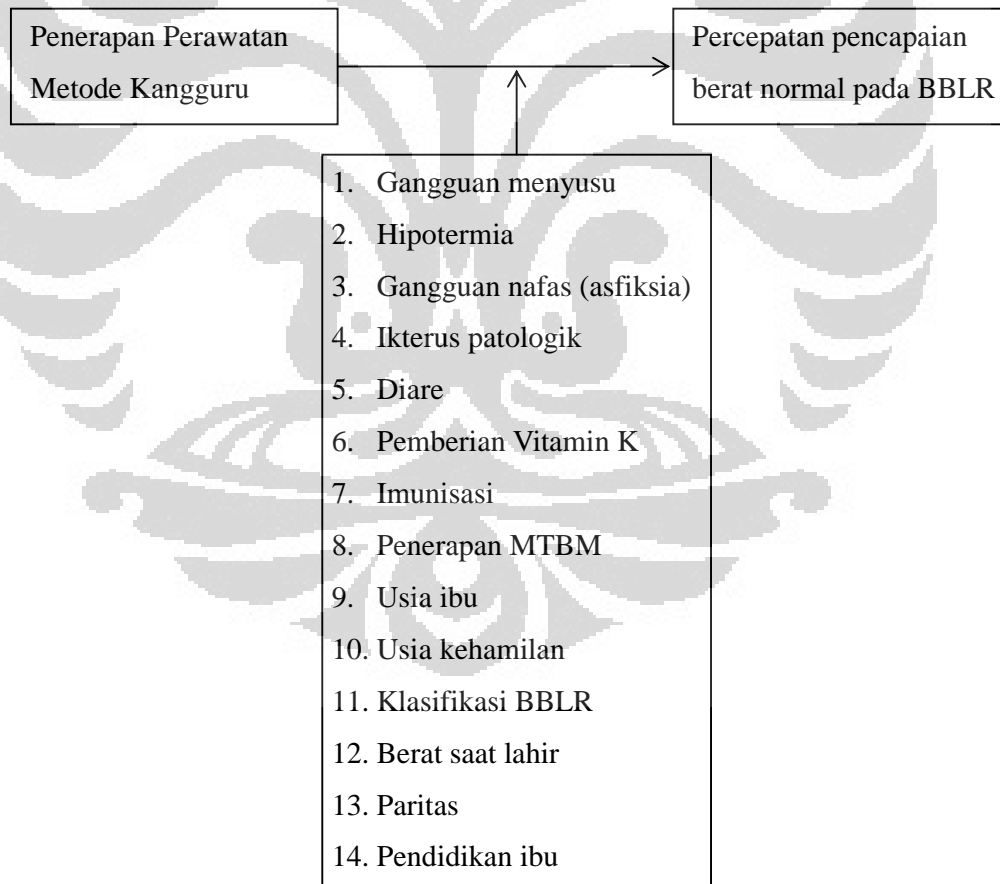 Penerapan Perawatan
Metode Kangguru
Percepatan pencapaian
berat normal pada BBLR
1. Gangguan menyusu
2. Hipotermia
3. Gangguan nafas (asfiksia)
4. Ikterus patologik
5. Diare
6. Pemberian Vitamin K
7. Imunisasi
8. Penerapan MTBM
9. Usia ibu
10. Usia kehamilan
11. Klasifikasi BBLR
12. Berat saat lahir
13. Paritas
14. Pendidikan ibu